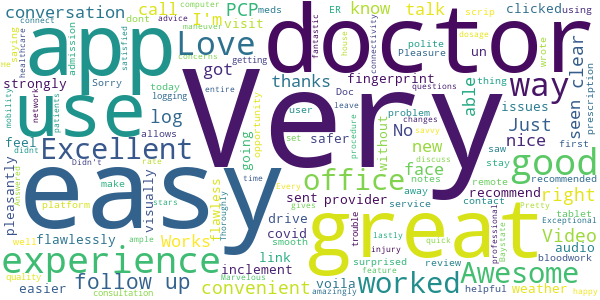 connect
conversation
call
I'm
PCP
meds
ER
know
clicked
using
scrip
dont
advice
talk
maneuver
visit
computer
satisfied
polite
connectivity
fantastic
house
dosage
me
saying
healthcare
app
admission
Love
concerns
doctor
getting
Pleasure
un
wrote
strongly
Sorry
got
thanks
fingerprint
way
mobility
network
patients
use
today
logging
entire
Doc
leave
able
thing
prescription
seen
clear
log
allows
user
opportunity
problem
questions
issues
feel
didnt
Very
set
safer
without
No
procedure
changes
savvy
Just
first
Excellent
Didn't
going
new
discuss
saw
stay
nice
recommended
pleasantly
easy
rate
time
flawless
Every
office
face
notes
away
remote
good
make
visually
great
sent
provider
recommend
right
platform
stars
gives
Thoroughly
drive
trouble
service
contact
professional
tablet
Answered
Exceptional
well
flawlessly
Works
covid
link
smooth
Video
audio
Baystate
Pretty
experience
ample
voila
lastly
quick
review
bloodwork
quality
inclement
surprised
injury
feature
Awesome
easier
follow up
convenient
worked
weather
consultation
Marvelous
amazingly
helpful
happy